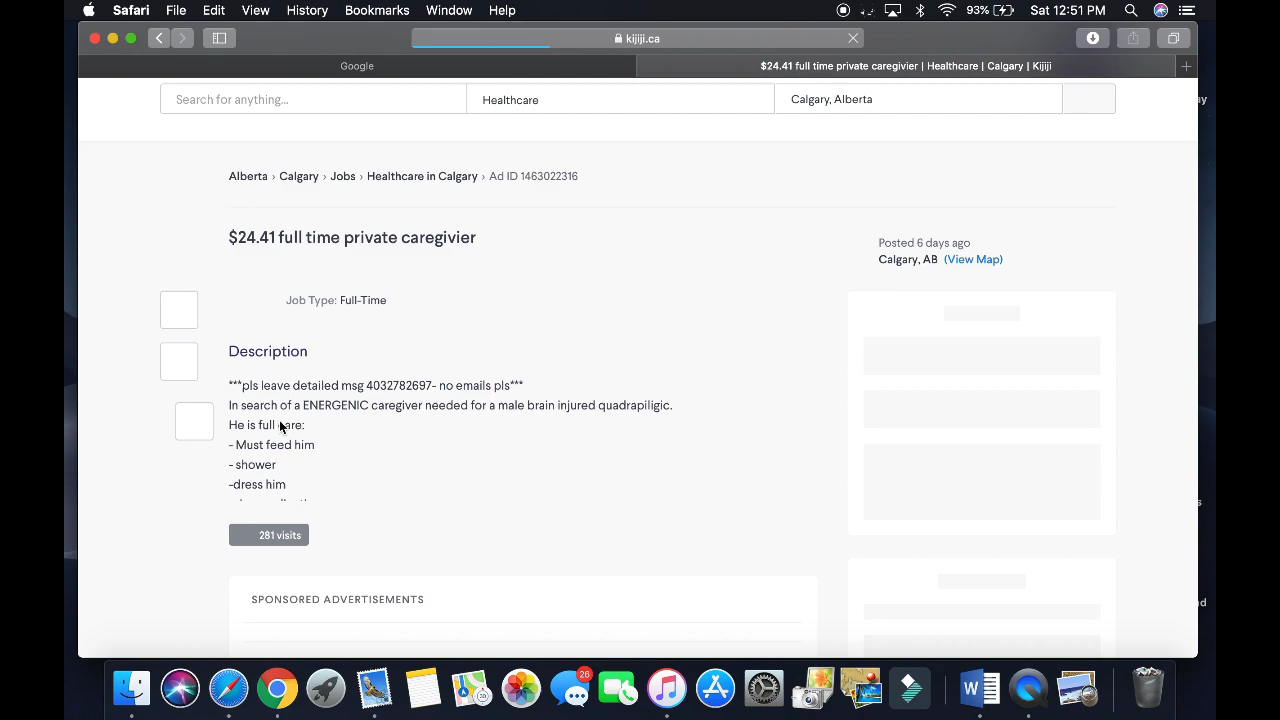 Safari File Edit View History Bookmarks Window Help 93% Sat 12:51 PM
kijiji.ca
Google $24.41 full time private caregivier | Healthcare | Calgary | Kijiji
Search for anything... Healthcare Calgary, Alberta
Alberta › Calgary › Jobs › Healthcare in Calgary › Ad ID 1463022316
$24.41 full time private caregivier
Posted 6 days ago
Calgary, AB (View Map)
Job Type: Full-Time
Description
***pls leave detailed msg 4032782697- no emails pls***
In search of a ENERGENIC caregiver needed for a male brain injured quadrapiligic.
He is full care:
- Must feed him
- shower
-dress him
281 visits
SPONSORED ADVERTISEMENTS
26